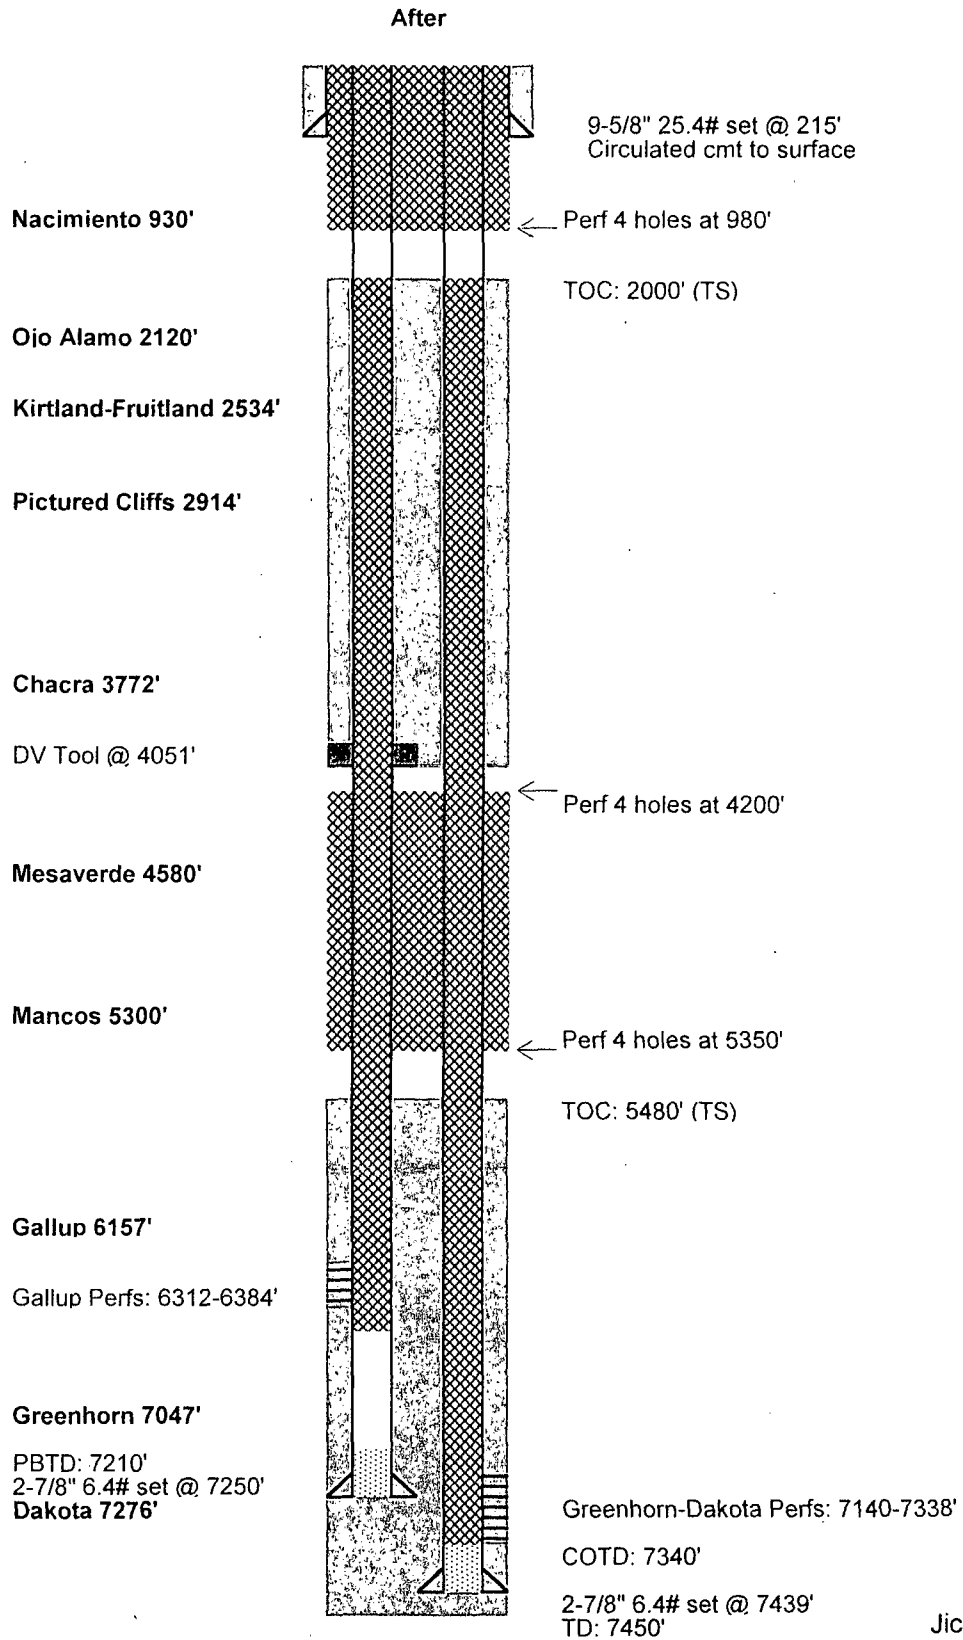 After
9-5/8" 25.4# set @ 215'
Circulated cmt to surface
Nacimiento 930'
Perf 4 holes at 980'
TOC: 2000' (TS)
Ojo Alamo 2120'
Kirtland-Fruitland 2534'
Pictured Cliffs 2914'
Chacra 3772'
DV Tool @ 4051'
Perf 4 holes at 4200'
Mesaverde 4580'
Mancos 5300'
Perf 4 holes at 5350'
TOC: 5480' (TS)
Gallup 6157'
Gallup Perfs: 6312-6384'
Greenhorn 7047'
PBTD: 7210'
2-7/8" 6.4# set @ 7250'
Dakota 7276'
Greenhorn-Dakota Perfs: 7140-7338'
COTD: 7340'
2-7/8" 6.4# set @ 7439'
TD: 7450'
Jic